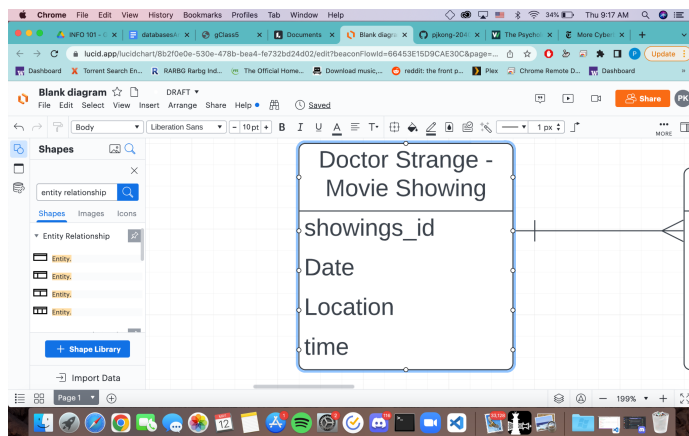 Chrome File Edit View History Bookmarks Profiles Tab Window Help 34% Thu 9:17 AM
INFO 101 - G databasesAs gClass5 Documents Blank diagra pjkong-204 The Psychol More Cybert
lucid.app/lucidchart/8b2f0e0e-530e-478b-bea4-fe732bd24d02/edit?beaconFlowId=66453E15D9CAE30C&page=... Update
Dashboard Torrent Search En... RARBG Rarbg Ind... The Official Home... Download music,... reddit: the front p... Plex Chrome Remote D... Dashboard »
Blank diagram DRAFT
File Edit Select View Insert Arrange Share Help Saved
Share PK
Body Liberation Sans - 10 pt + B I U A T 1 px MORE
Shapes
entity relationship
Shapes Images Icons
Entity Relationship
Entity.
Entity.
Entity.
Entity.
+ Shape Library
Import Data
Doctor Strange -
Movie Showing
showings_id
Date
Location
time
Page 1 199%